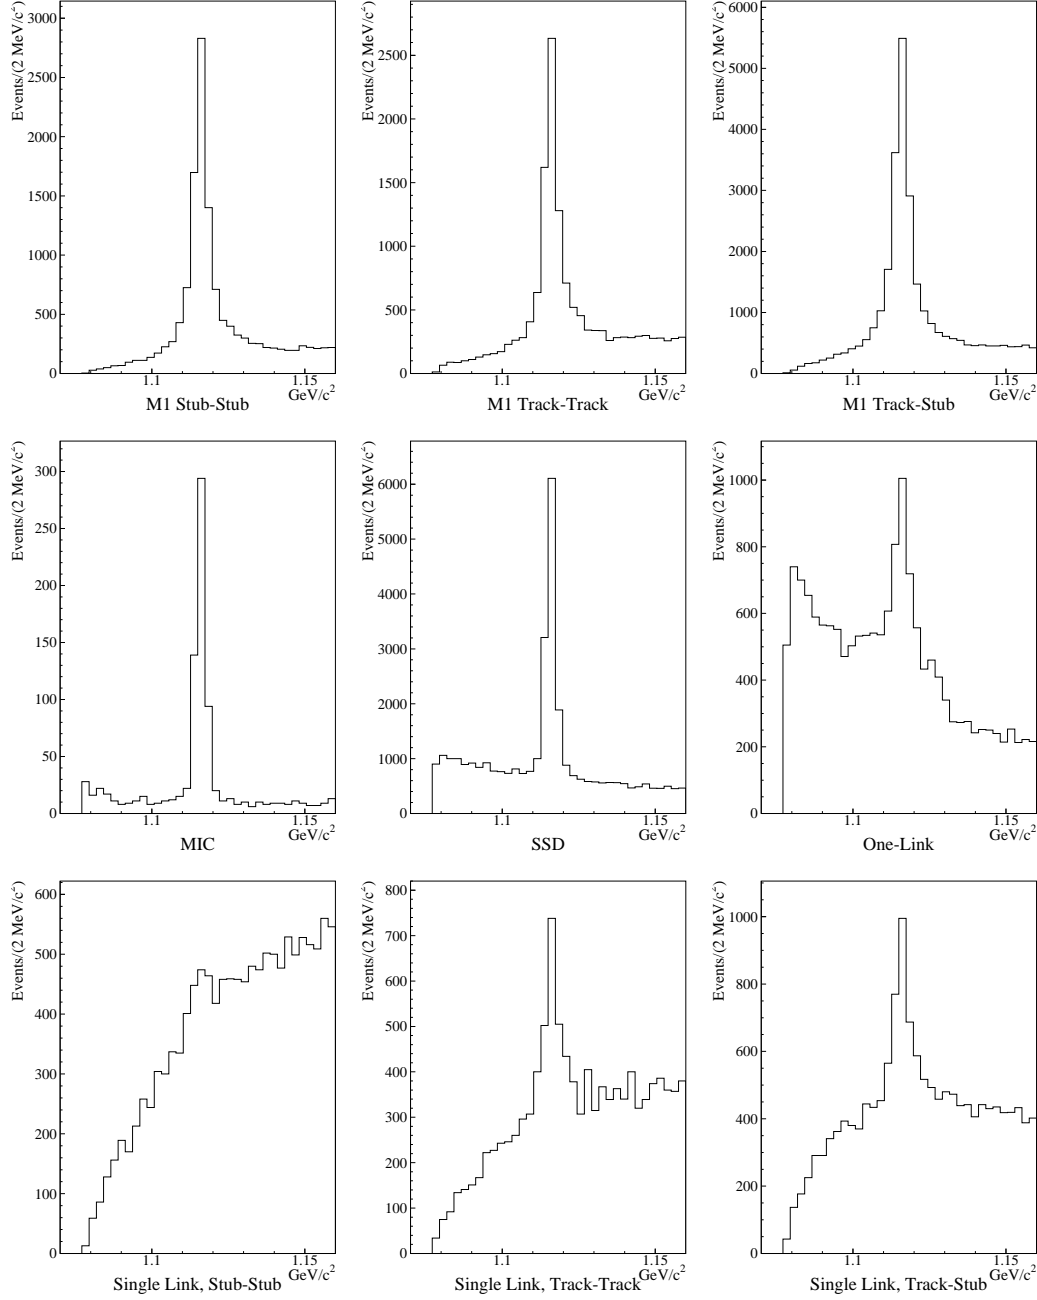 Events/(2 MeV/c²)
3000
2500
2000
1500
1000
500
0
1.1
1.15
GeV/c²
M1 Stub-Stub
Events/(2 MeV/c²)
2500
2000
1500
1000
500
0
1.1
1.15
GeV/c²
M1 Track-Track
Events/(2 MeV/c²)
6000
5000
4000
3000
2000
1000
0
1.1
1.15
GeV/c²
M1 Track-Stub
Events/(2 MeV/c²)
300
250
200
150
100
50
0
1.1
1.15
GeV/c²
MIC
Events/(2 MeV/c²)
6000
5000
4000
3000
2000
1000
0
1.1
1.15
GeV/c²
SSD
Events/(2 MeV/c²)
1000
800
600
400
200
0
1.1
1.15
GeV/c²
One-Link
Events/(2 MeV/c²)
600
500
400
300
200
100
0
1.1
1.15
GeV/c²
Single Link, Stub-Stub
Events/(2 MeV/c²)
800
700
600
500
400
300
200
100
0
1.1
1.15
GeV/c²
Single Link, Track-Track
Events/(2 MeV/c²)
1000
800
600
400
200
0
1.1
1.15
GeV/c²
Single Link, Track-Stub